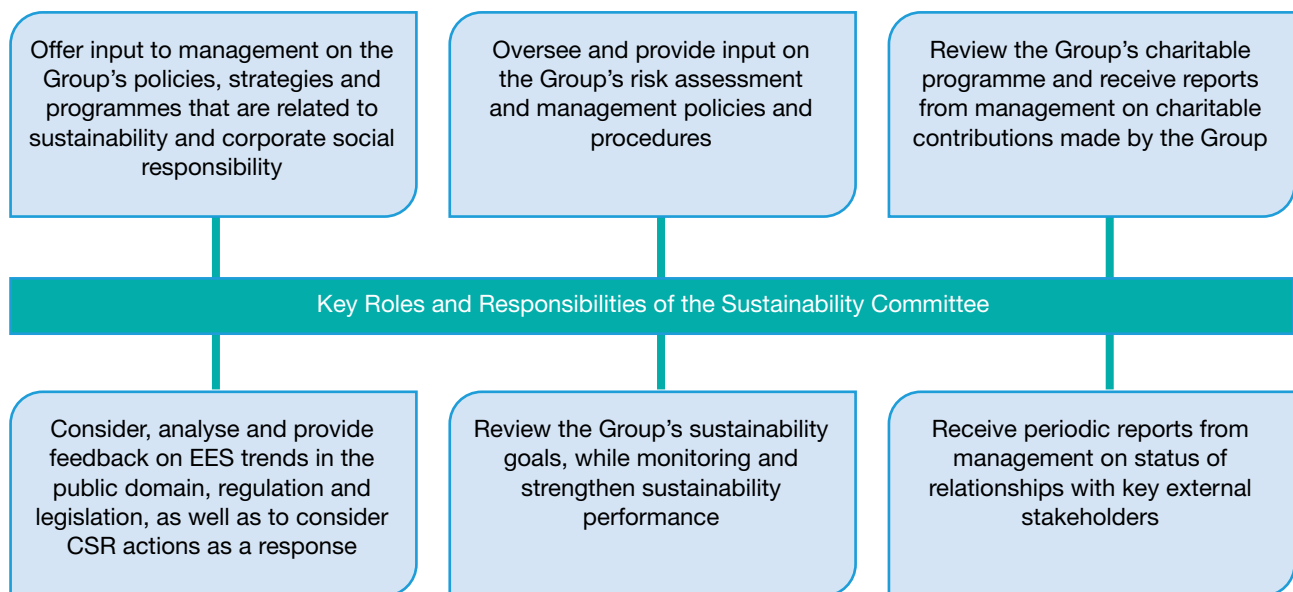 Offer input to management on the
Group’s policies, strategies and
programmes that are related to
sustainability and corporate social
responsibility
Oversee and provide input on
the Group’s risk assessment
and management policies and
procedures
Review the Group’s charitable
programme and receive reports
from management on charitable
contributions made by the Group
Key Roles and Responsibilities of the Sustainability Committee
Consider, analyse and provide
feedback on EES trends in the
public domain, regulation and
legislation, as well as to consider
CSR actions as a response
Review the Group’s sustainability
goals, while monitoring and
strengthen sustainability
performance
Receive periodic reports from
management on status of
relationships with key external
stakeholders